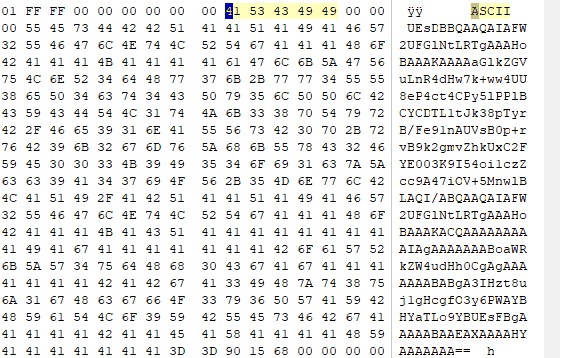 01 FF FF 00 00 00 00 00 41 53 43 49 49 00 00 00 ÿÿ ASCII
00 55 45 73 44 42 42 51 41 41 51 41 49 41 46 57 UEsDBBQAAQAIAFW
32 55 46 47 6C 4E 74 4C 52 54 67 41 41 41 48 6F 2UFGlNtLRTgAAAHo
42 41 41 41 4B 41 41 41 41 61 47 6C 6B 5A 47 56 BAAAKAAAAaGlkZGV
75 4C 6E 52 34 64 48 77 37 6B 2B 77 77 34 55 55 uLnR4dHw7k+ww4UU
38 65 50 34 63 74 34 43 50 79 35 6C 50 50 6C 42 8eP4ct4CPy5lPPlB
43 59 43 44 54 4C 31 74 4A 6B 33 38 70 54 79 72 CYCDTL1tJk38pTyr
42 2F 46 65 39 31 6E 41 55 56 73 42 30 70 2B 72 B/Fe91nAUVsB0p+r
76 42 39 6B 32 67 6D 76 5A 68 6B 55 78 43 32 46 vB9k2gmvZhkUxC2F
59 45 30 30 33 4B 39 49 35 34 6F 69 31 63 7A 5A YE003K9I54oi1czZ
63 63 39 41 34 37 69 4F 56 2B 35 4D 6E 77 6C 42 cc9A47iOV+5MnwlB
4C 41 51 49 2F 41 42 51 41 41 51 41 49 41 46 57 LAQI/ABQAAQAIAFW
32 55 46 47 6C 4E 74 4C 52 54 67 41 41 41 48 6F 2UFGlNtLRTgAAAHo
42 41 41 41 4B 41 43 51 41 41 41 41 41 41 41 41 BAAAKACQAAAAAAAA
41 49 41 67 41 41 41 41 41 41 41 42 6F 61 57 52 AIAgAAAAAAABoaWR
6B 5A 57 34 75 64 48 68 30 43 67 41 67 41 41 41 kZW4udHh0CgAgAAA
41 41 41 41 42 41 42 67 41 33 49 48 7A 74 38 75 AAAABABgA3IHzt8u
6A 31 67 48 63 67 66 4F 33 79 36 50 57 41 59 42 j1gHcgfO3y6PWAYB
48 59 61 54 4C 6F 39 59 42 55 45 73 46 42 67 41 HYaTLo9YBUEsFBgA
41 41 41 41 42 41 41 45 41 58 41 41 41 41 48 59 AAAABAAEAXAAAAHY
41 41 41 41 41 41 41 3D 3D 90 15 68 00 00 00 00 AAAAAAA== h